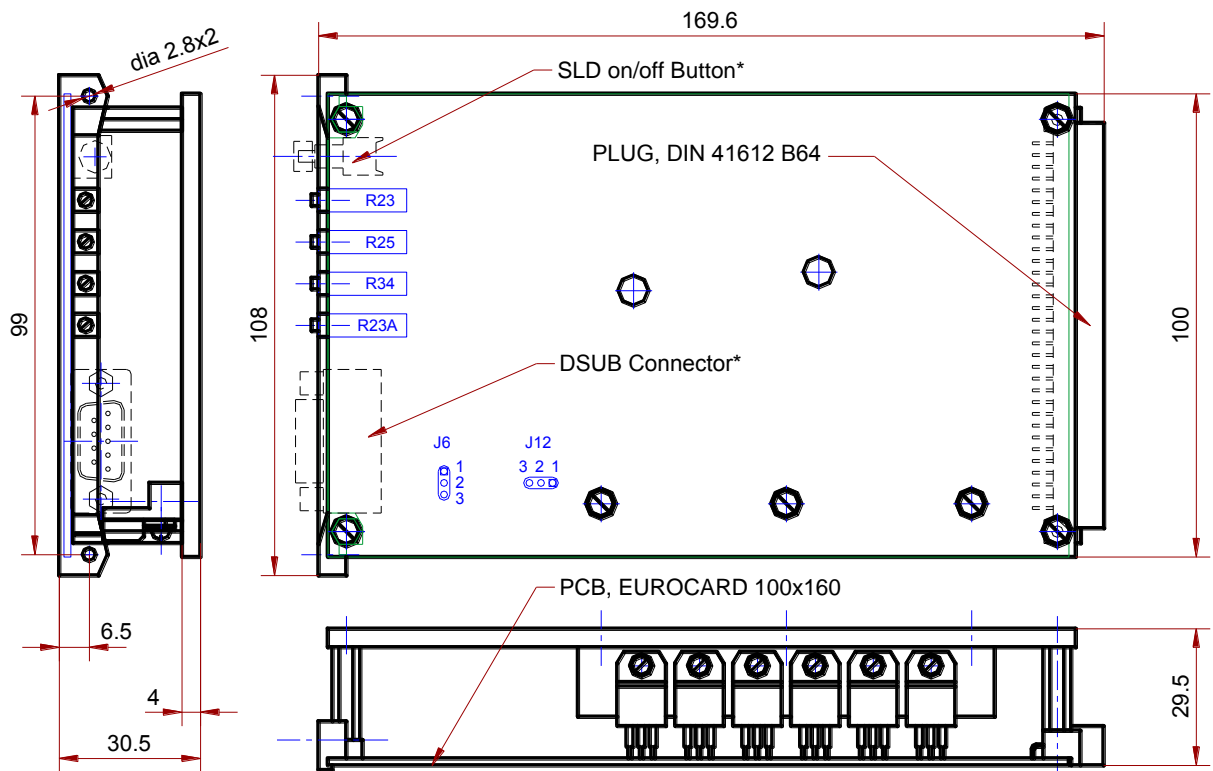 169.6
dia 2.8x2
SLD on/off Button*
PLUG, DIN 41612 B64
R23
R25
R34
R23A
99
108
100
DSUB Connector*
J6
J12
1
2
3
3 2 1
PCB, EUROCARD 100x160
6.5
4
30.5
29.5